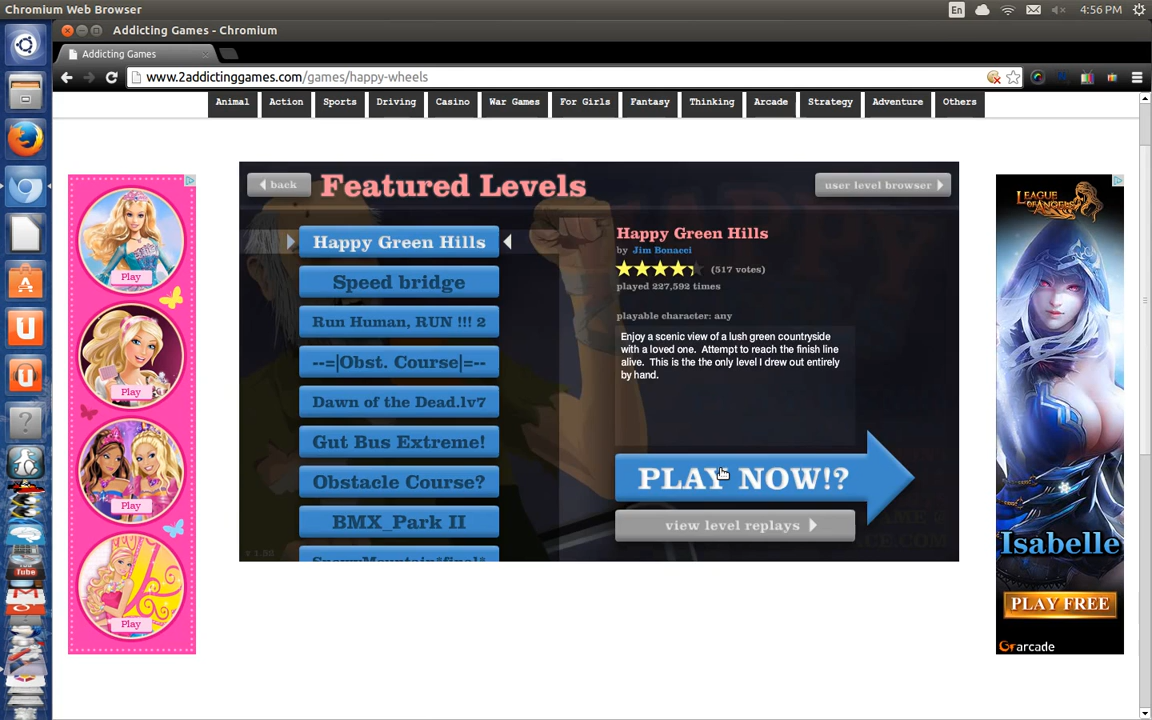 Chromium Web Browser
En
4:56 PM
Addicting Games - Chromium
Addicting Games
www.2addictinggames.com/games/happy-wheels
Animal
Action
Sports
Driving
Casino
War Games
For Girls
Fantasy
Thinking
Arcade
Strategy
Adventure
Others
back
Featured Levels
user level browser
Happy Green Hills
Speed bridge
Run Human, RUN !!! 2
--=|Obst. Course|=--
Dawn of the Dead.lv7
Gut Bus Extreme!
Obstacle Course?
BMX_Park II
Happy Green Hills
by Jim Bonacci
(517 votes)
played 227,592 times
playable character: any
Enjoy a scenic view of a lush green countryside
with a loved one. Attempt to reach the finish line
alive. This is the the only level I drew out entirely
by hand.
PLAY NOW!?
view level replays
Play
Play
Play
Play
LEAGUE
OF ANGELS
Isabelle
PLAY FREE
arcade
Tube